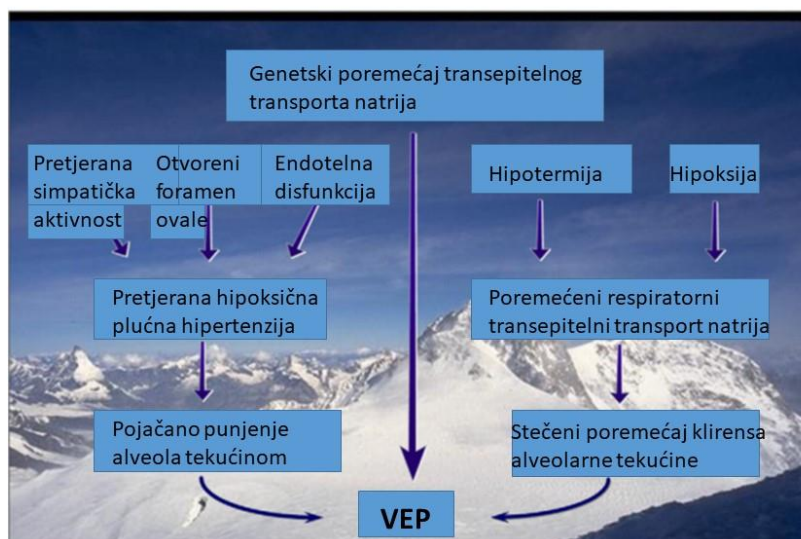 Genetski poremećaj transepitelnog
transporta natrija
Pretjerana
simpatička
aktivnost
Otvoreni
foramen
ovale
Endotelna
disfunkcija
Hipotermija
Hipoksija
Pretjerana hipoksična
plućna hipertenzija
Poremećeni respiratorni
transepitelni transport natrija
Pojačano punjenje
alveola tekućinom
Stečeni poremećaj klirensa
alveolarne tekućine
VEP